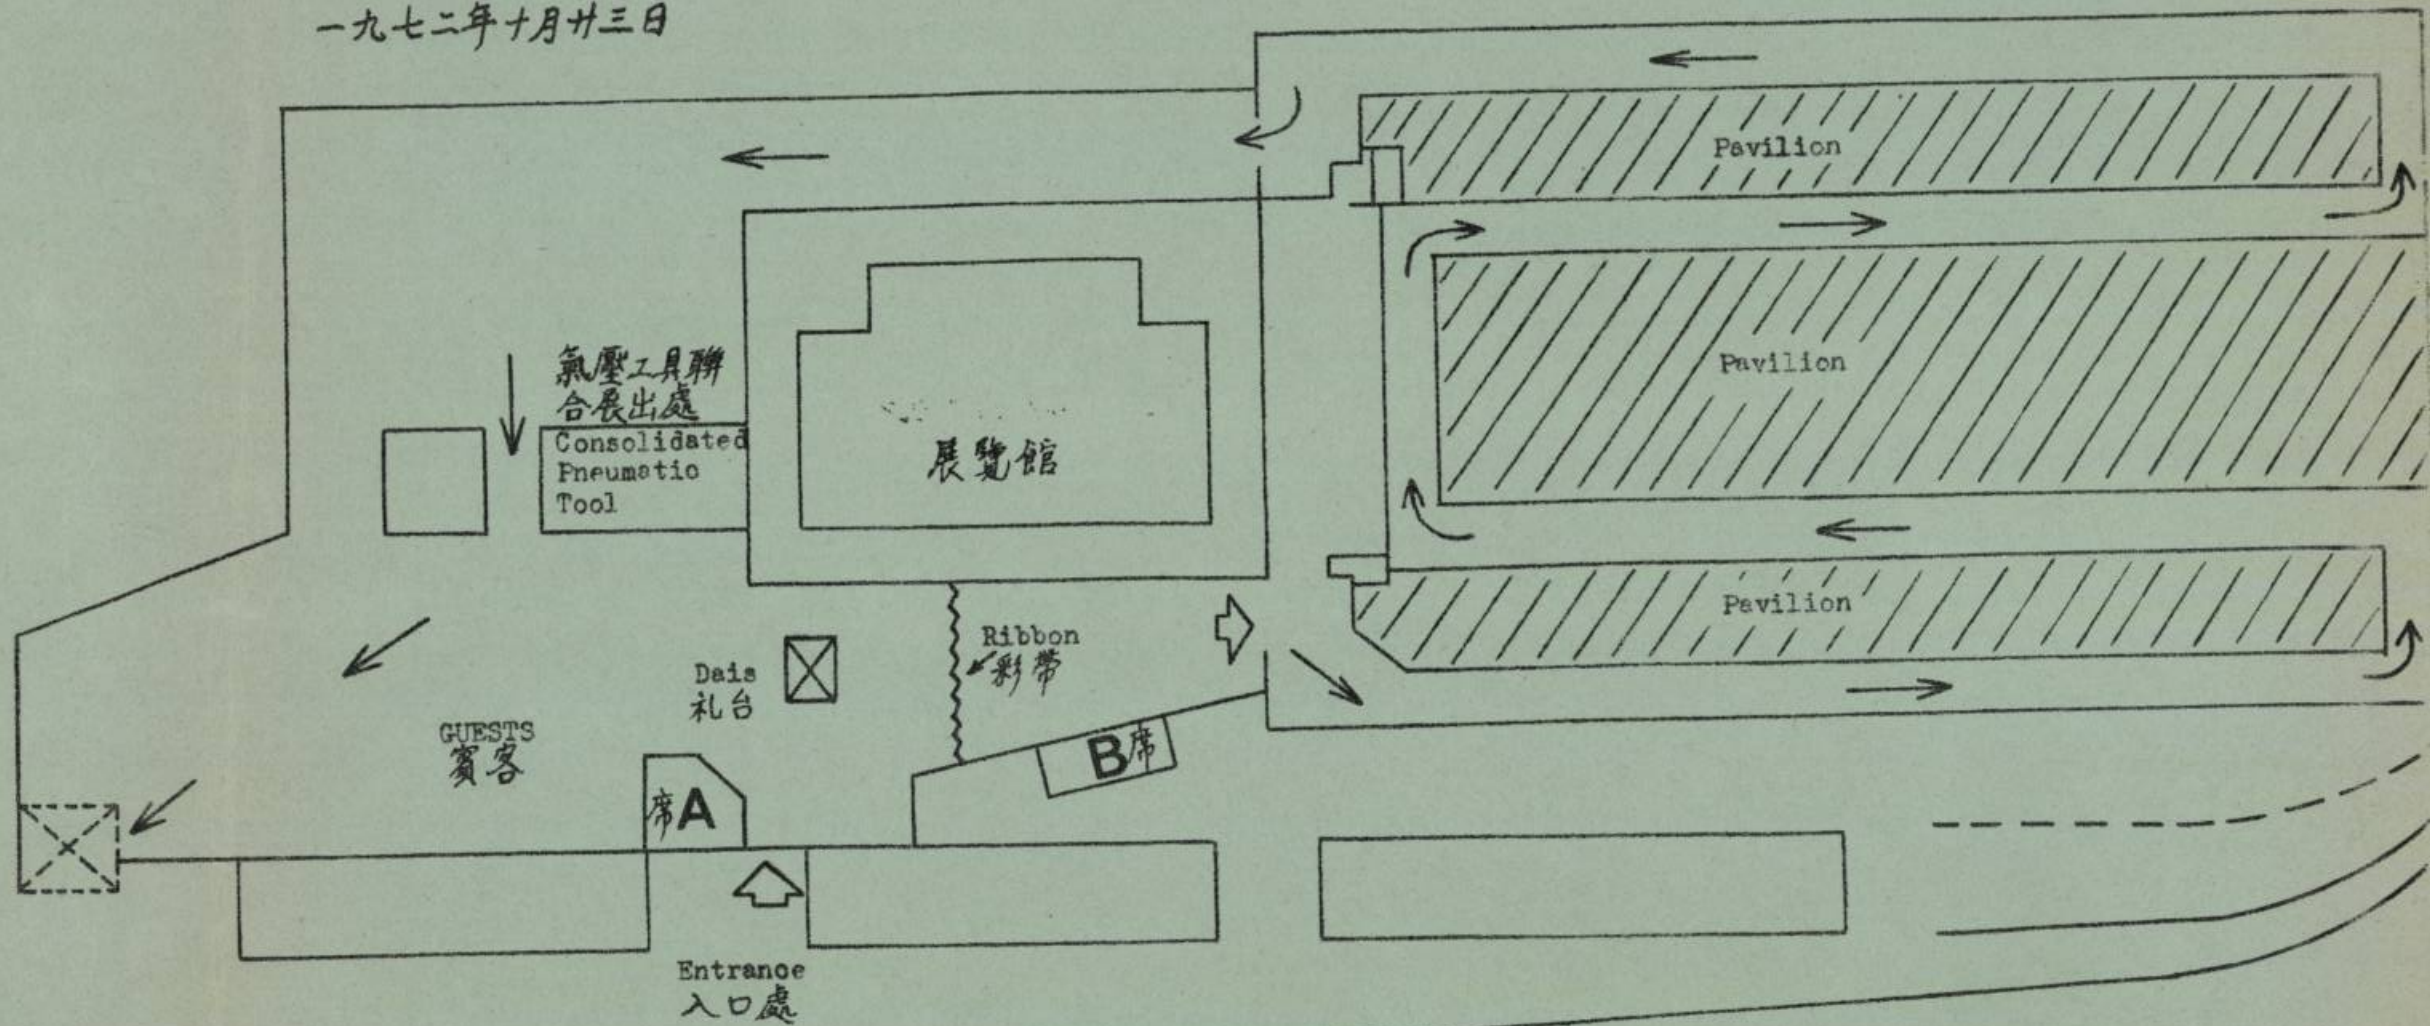 一九七二年十月廿三日
Pavilion
Pavilion
氣壓工具聯
合展出處
Consolidated
Pneumatic
Tool
展覽館
Pavilion
Ribbon
彩帶
Dais
礼台
GUESTS
賓客
B席
席A
Entrance
入口處